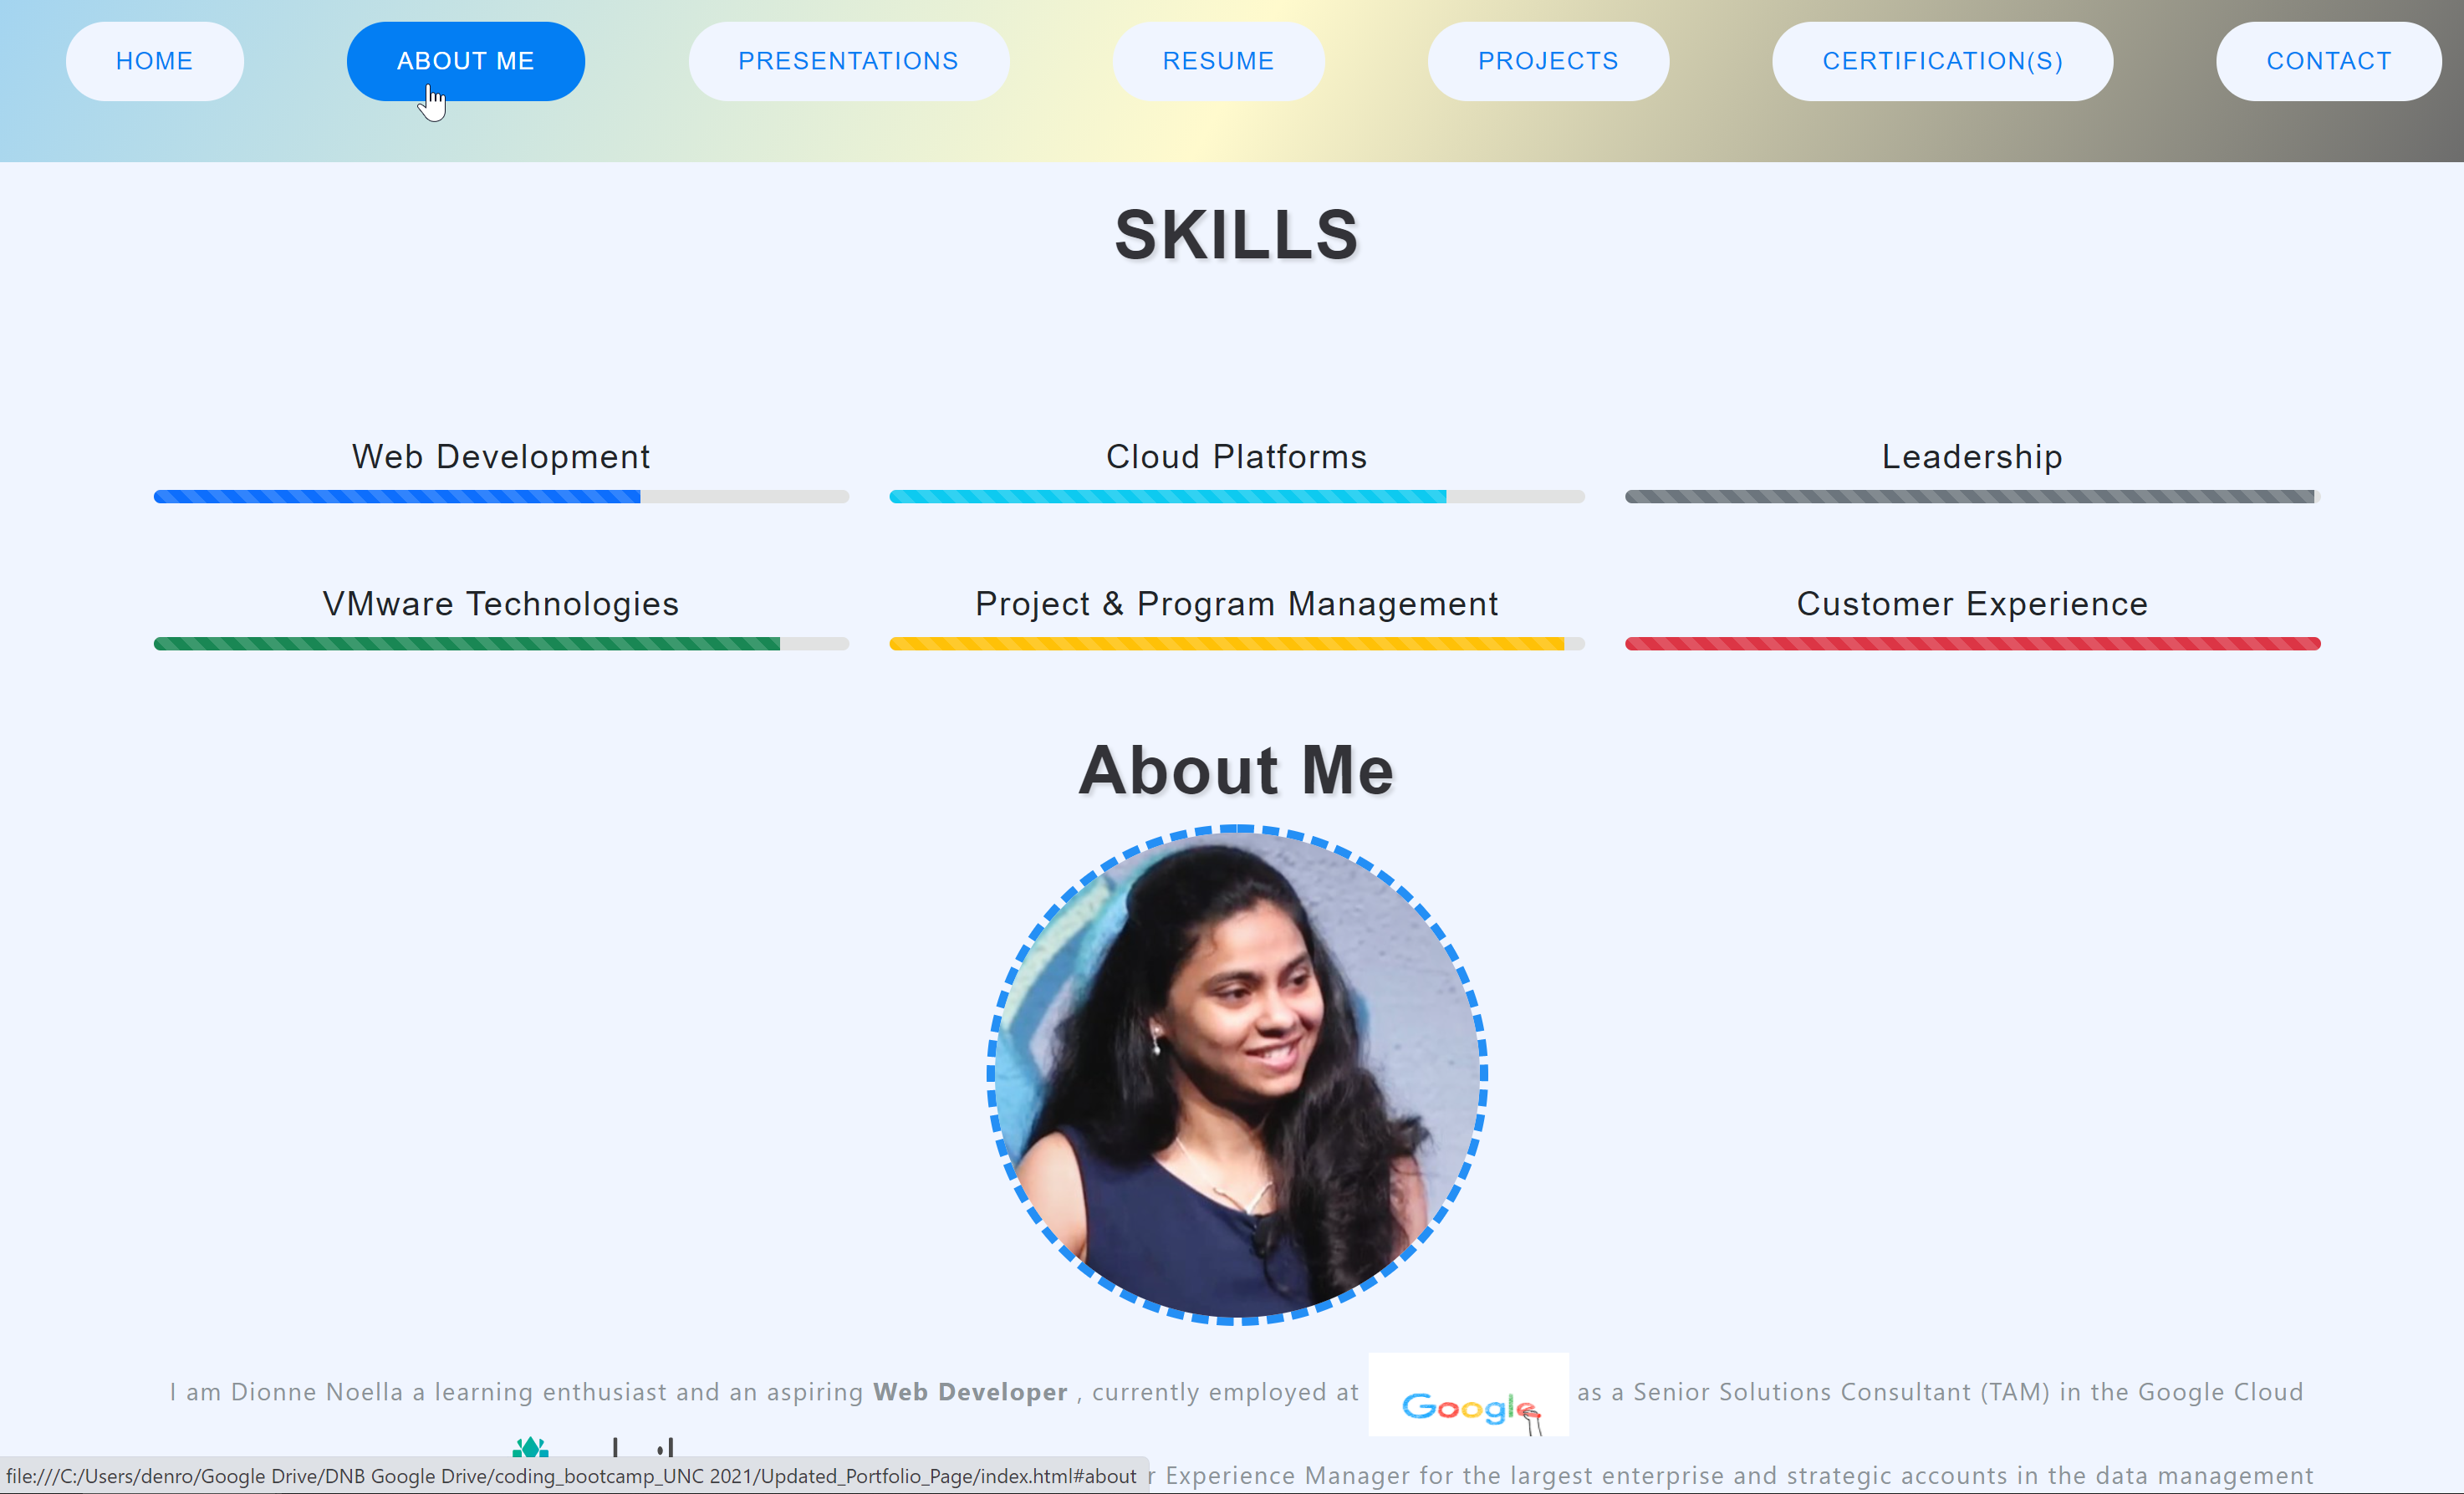 HOME ABOUT ME PRESENTATIONS RESUME PROJECTS CERTIFICATION(S) CONTACT
SKILLS
Web Development Cloud Platforms Leadership
VMware Technologies Project & Program Management Customer Experience
About Me
I am Dionne Noella a learning enthusiast and an aspiring Web Developer , currently employed at Google as a Senior Solutions Consultant (TAM) in the Google Cloud
r Experience Manager for the largest enterprise and strategic accounts in the data management
file:///C:/Users/denro/Google Drive/DNB Google Drive/coding_bootcamp_UNC 2021/Updated_Portfolio_Page/index.html#about